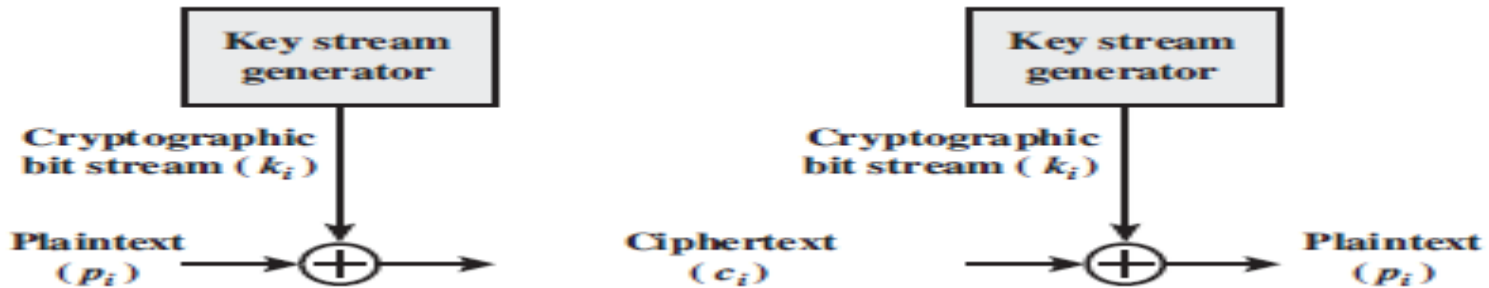 Key stream
generator
Key stream
generator
Cryptographic
bit stream ( kᵢ )
Cryptographic
bit stream ( kᵢ )
Plaintext
( pᵢ )
Ciphertext
( cᵢ )
Plaintext
( pᵢ )